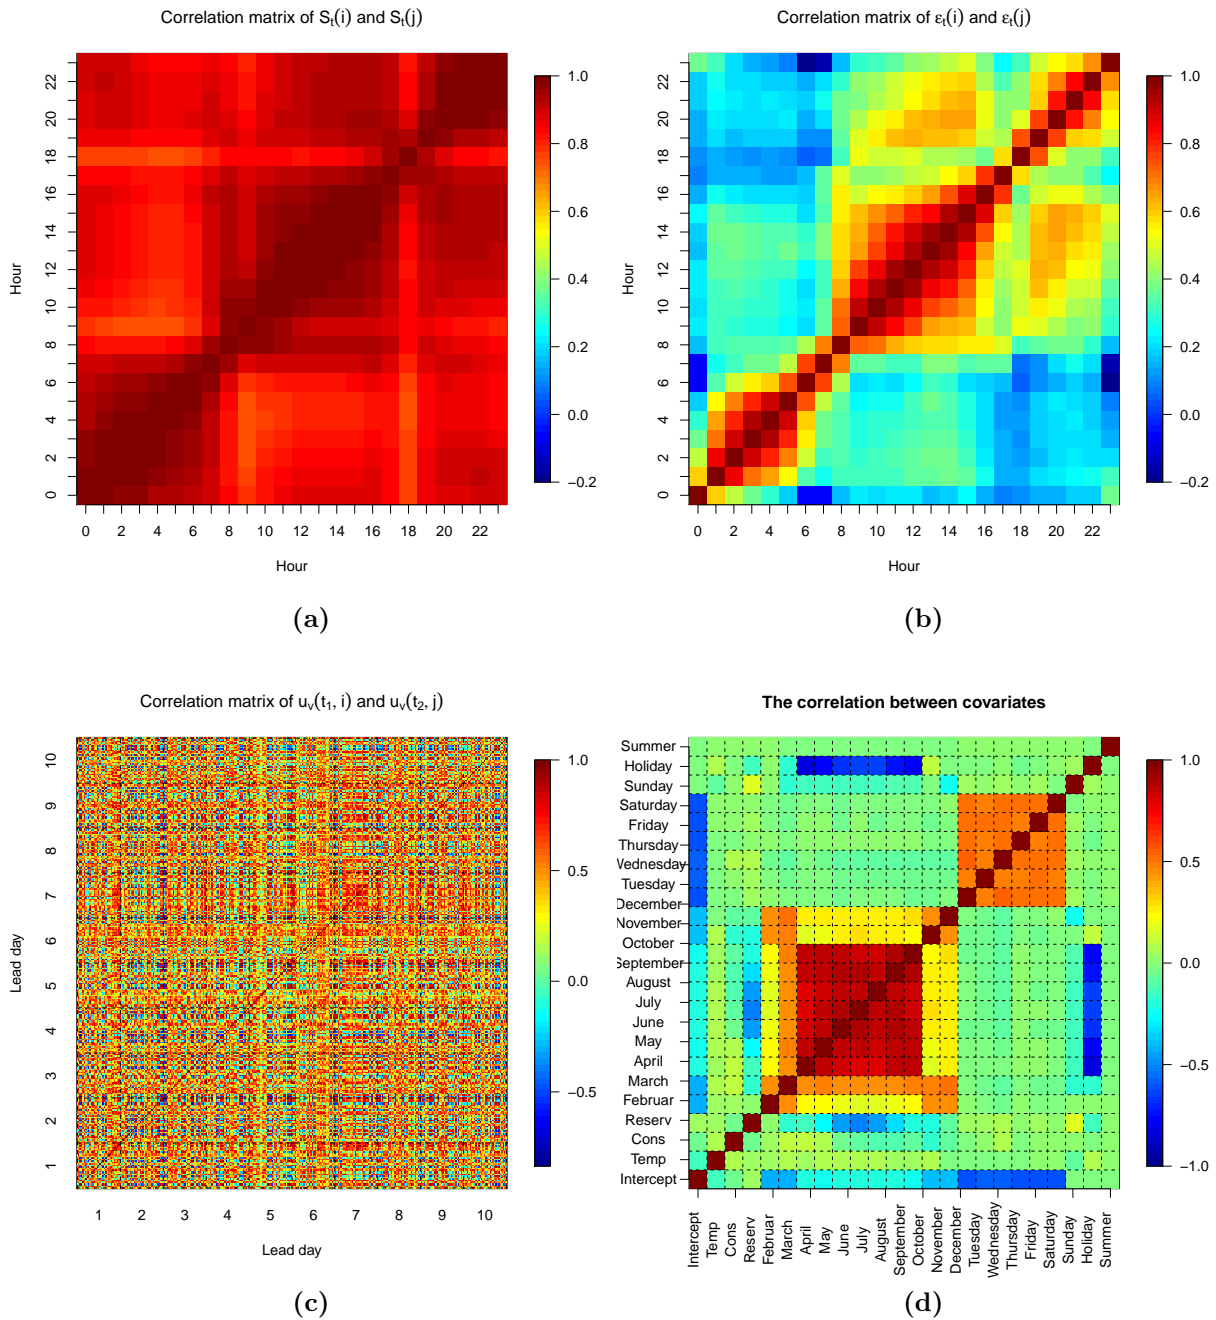 Correlation matrix of S_t(i) and S_t(j)
Hour
22
20
18
16
14
12
10
8
6
4
2
0
0 2 4 6 8 10 12 14 16 18 20 22
Hour
1.0
0.8
0.6
0.4
0.2
0.0
−0.2
(a)
Correlation matrix of ε_t(i) and ε_t(j)
Hour
22
20
18
16
14
12
10
8
6
4
2
0
0 2 4 6 8 10 12 14 16 18 20 22
Hour
1.0
0.8
0.6
0.4
0.2
0.0
−0.2
(b)
Correlation matrix of u_v(t_1, i) and u_v(t_2, j)
Lead day
10
9
8
7
6
5
4
3
2
1
1 2 3 4 5 6 7 8 9 10
Lead day
1.0
0.5
0.0
−0.5
(c)
The correlation between covariates
Summer
Holiday
Sunday
Saturday
Friday
Thursday
Wednesday
Tuesday
December
November
October
September
August
July
June
May
April
March
Februar
Reserv
Cons
Temp
Intercept
Intercept
Temp
Cons
Reserv
Februar
March
April
May
June
July
August
September
October
November
December
Tuesday
Wednesday
Thursday
Friday
Saturday
Sunday
Holiday
Summer
1.0
0.5
0.0
−0.5
−1.0
(d)